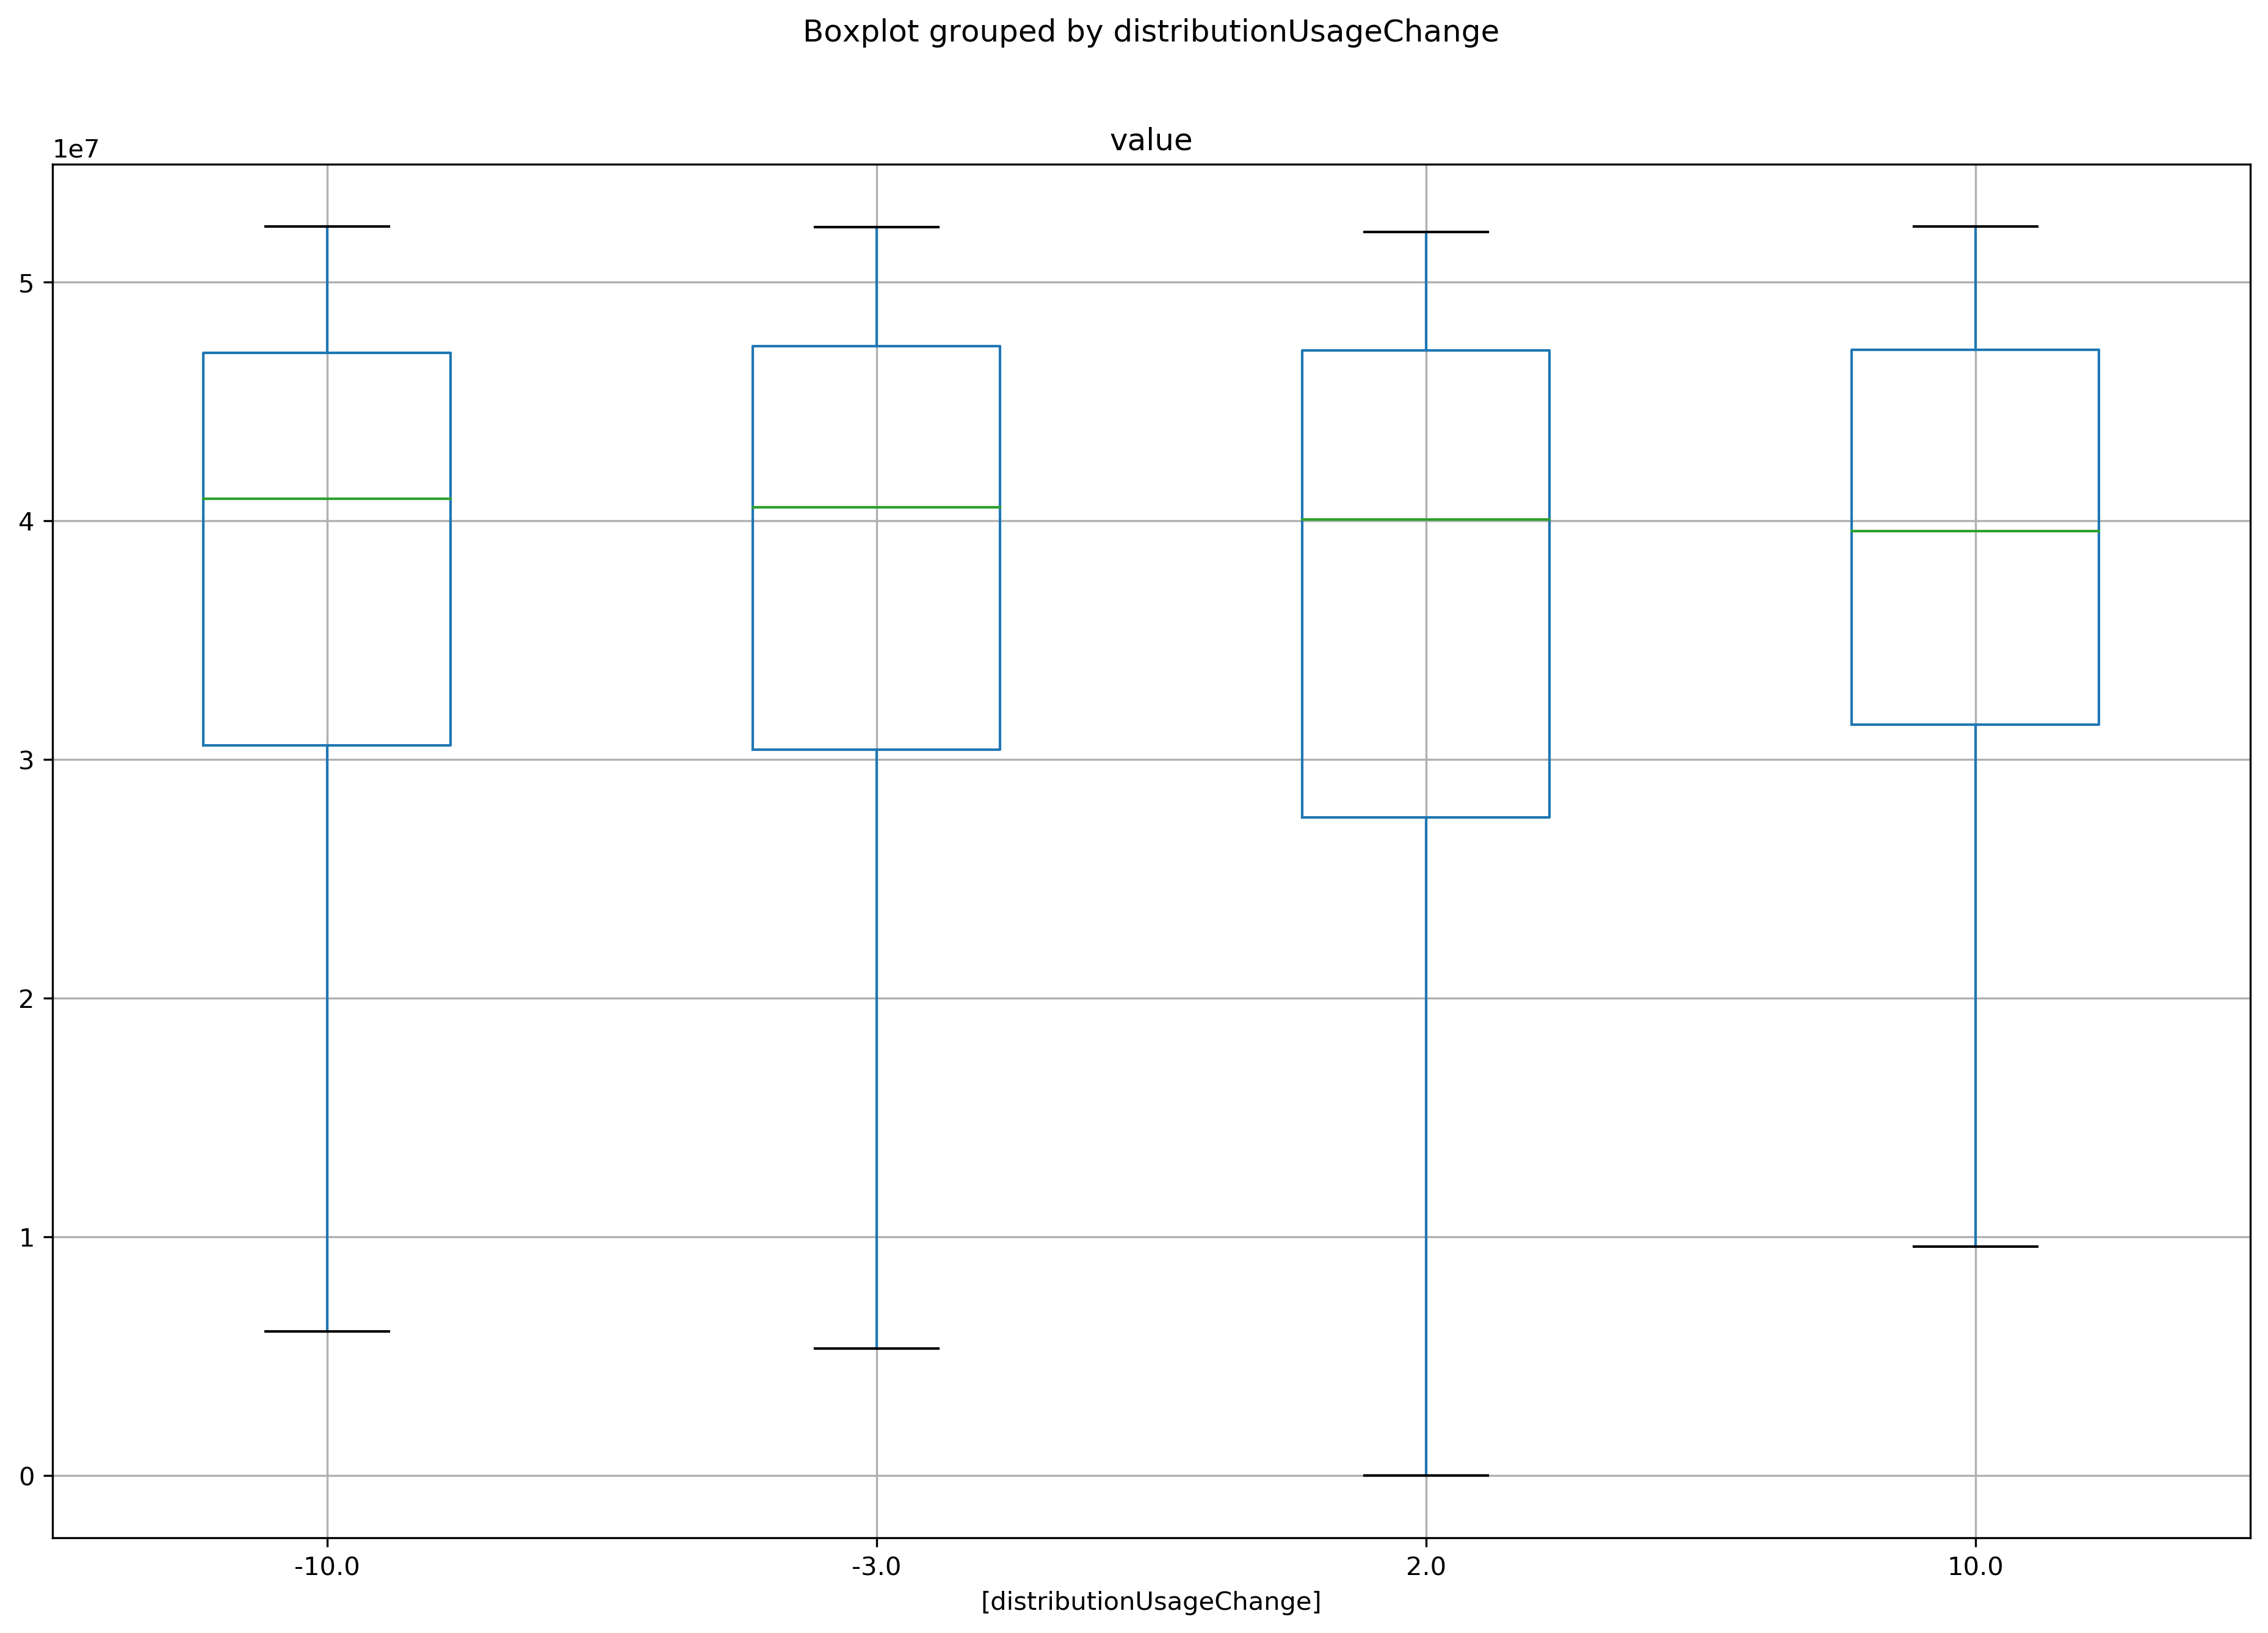 Boxplot grouped by distributionUsageChange
value
1e7
5
4
3
2
1
0
-10.0 -3.0 2.0 10.0
[distributionUsageChange]